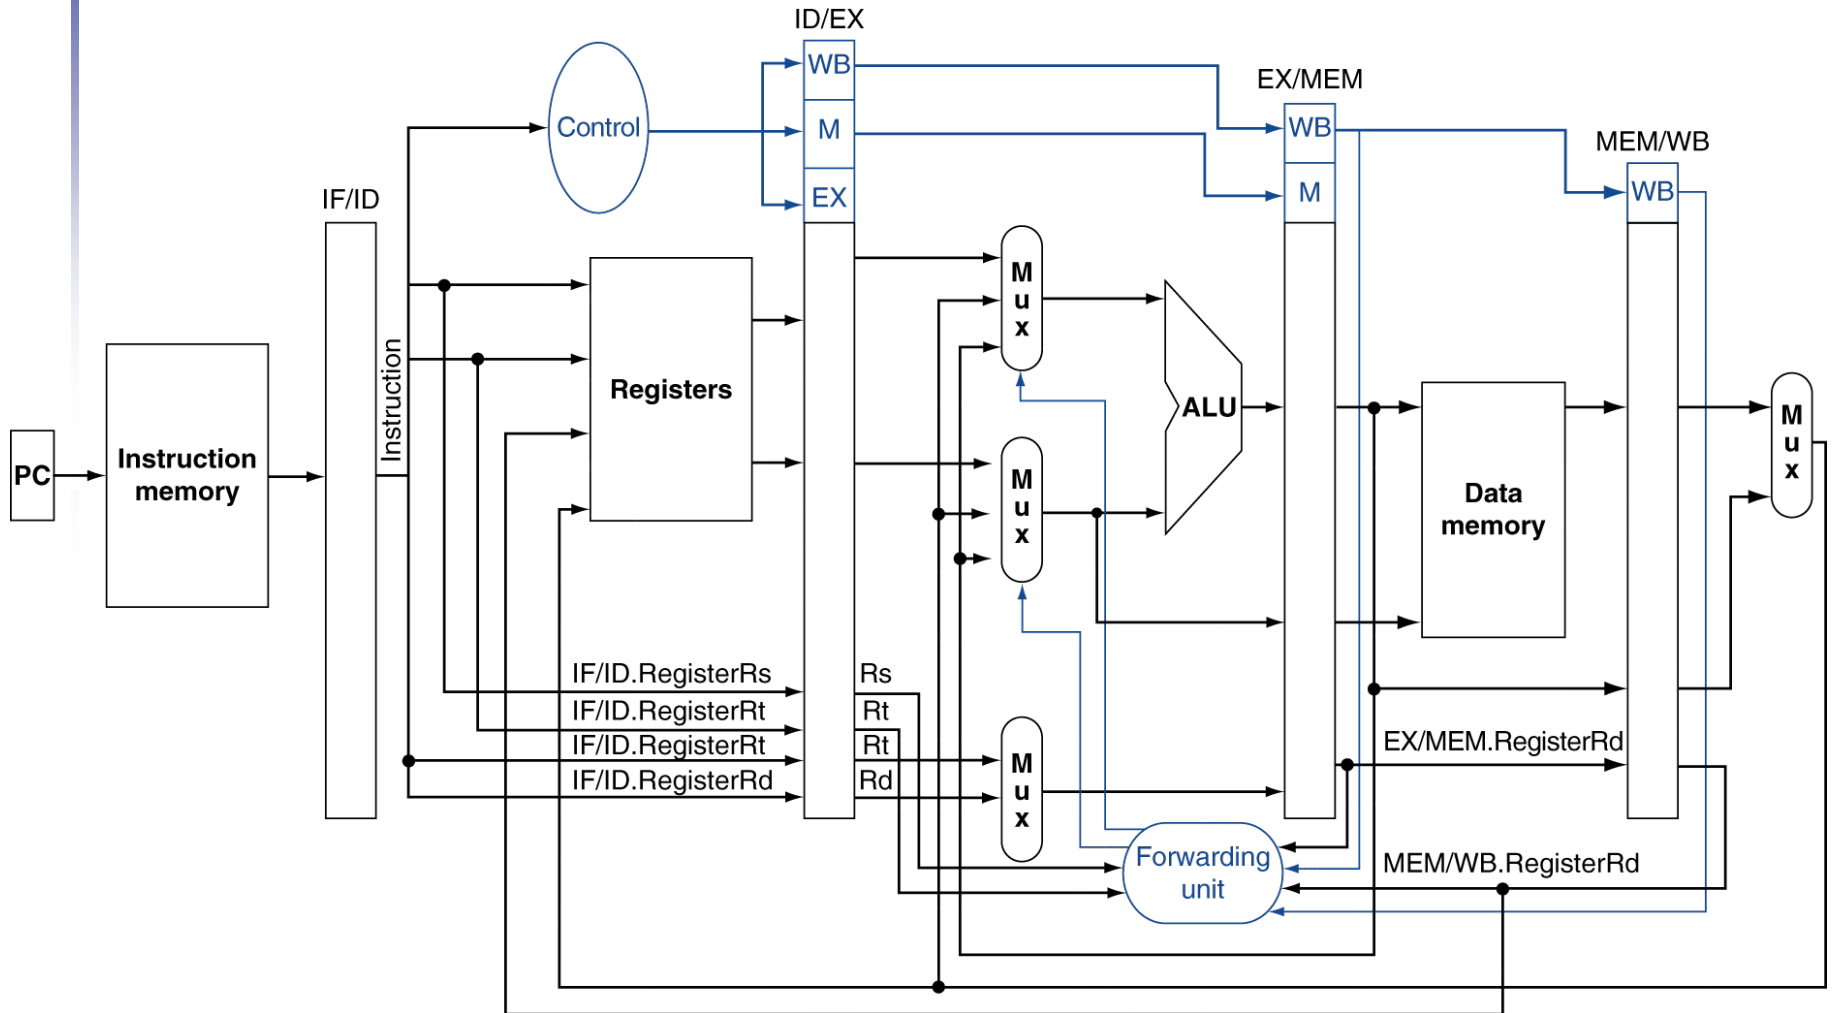 ID/EX
WB
EX/MEM
Control
M
WB
MEM/WB
IF/ID
EX
M
WB
M
u
x
Instruction
Registers
ALU
M
u
x
PC
Instruction
memory
M
u
x
Data
memory
IF/ID.RegisterRs
Rs
IF/ID.RegisterRt
Rt
IF/ID.RegisterRt
Rt
EX/MEM.RegisterRd
IF/ID.RegisterRd
Rd
M
u
x
Forwarding
unit
MEM/WB.RegisterRd